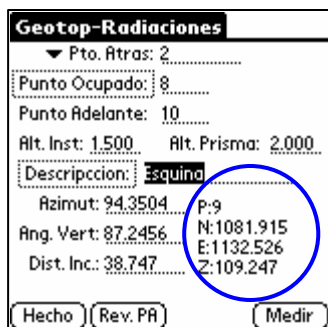 Geotop-Radiaciones
Pto. Atras: 2
Punto Ocupado: 8
Punto Adelante: 10
Alt. Inst: 1.500 Alt. Prisma: 2.000
Descripccion: Esquina
Azimut: 94.3504
P:9
N:1081.915
Ang. Vert: 87.2456
E:1132.526
Z:109.247
Dist. Inc.: 38.747
Hecho Rev. PA Medir